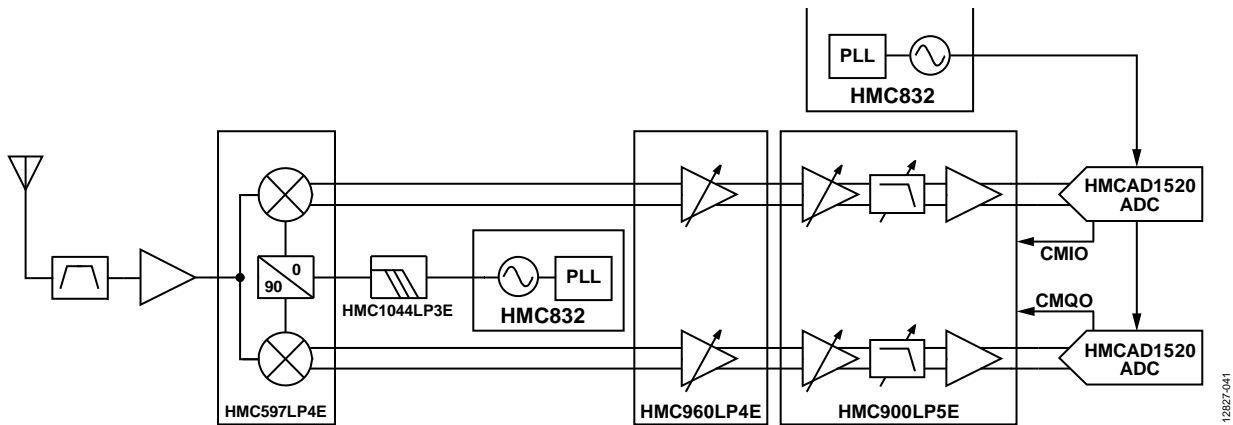 PLL
HMC832
HMCAD1520
ADC
CMIO
0
90
HMC1044LP3E
PLL
HMC832
CMQO
HMCAD1520
ADC
HMC597LP4E
HMC960LP4E
HMC900LP5E
12827-041